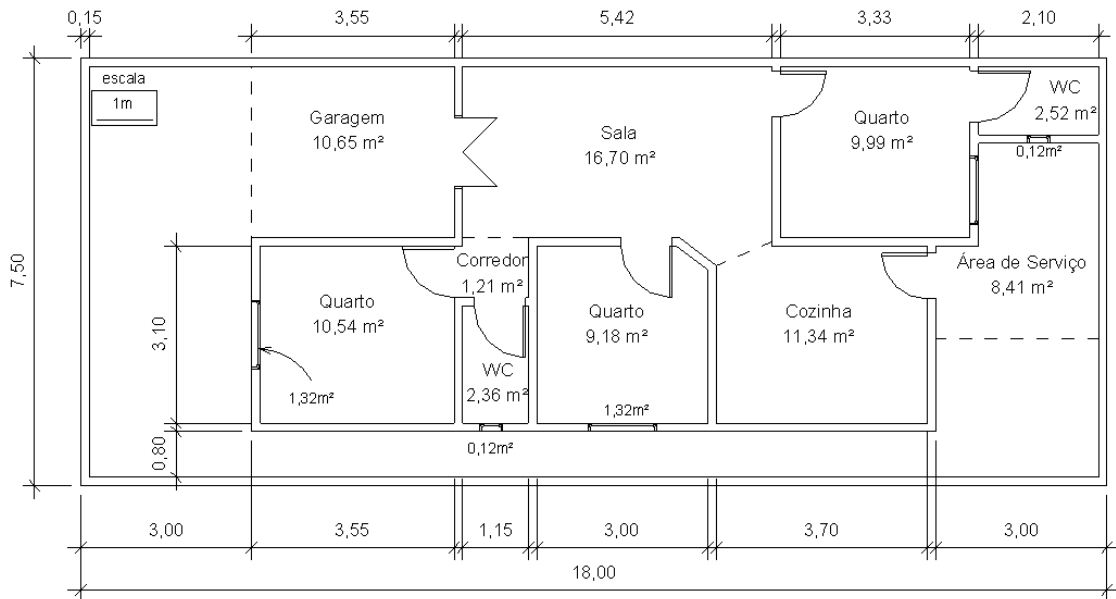 0,15
3,55
5,42
3,33
2,10
escala
1m
Garagem
10,65 m²
Sala
16,70 m²
Quarto
9,99 m²
WC
2,52 m²
0,12m²
7,50
3,10
0,80
Quarto
10,54 m²
1,32m²
Corredor
1,21 m²
WC
2,36 m²
0,12m²
Quarto
9,18 m²
1,32m²
Cozinha
11,34 m²
Área de Serviço
8,41 m²
3,00
3,55
1,15
3,00
3,70
3,00
18,00